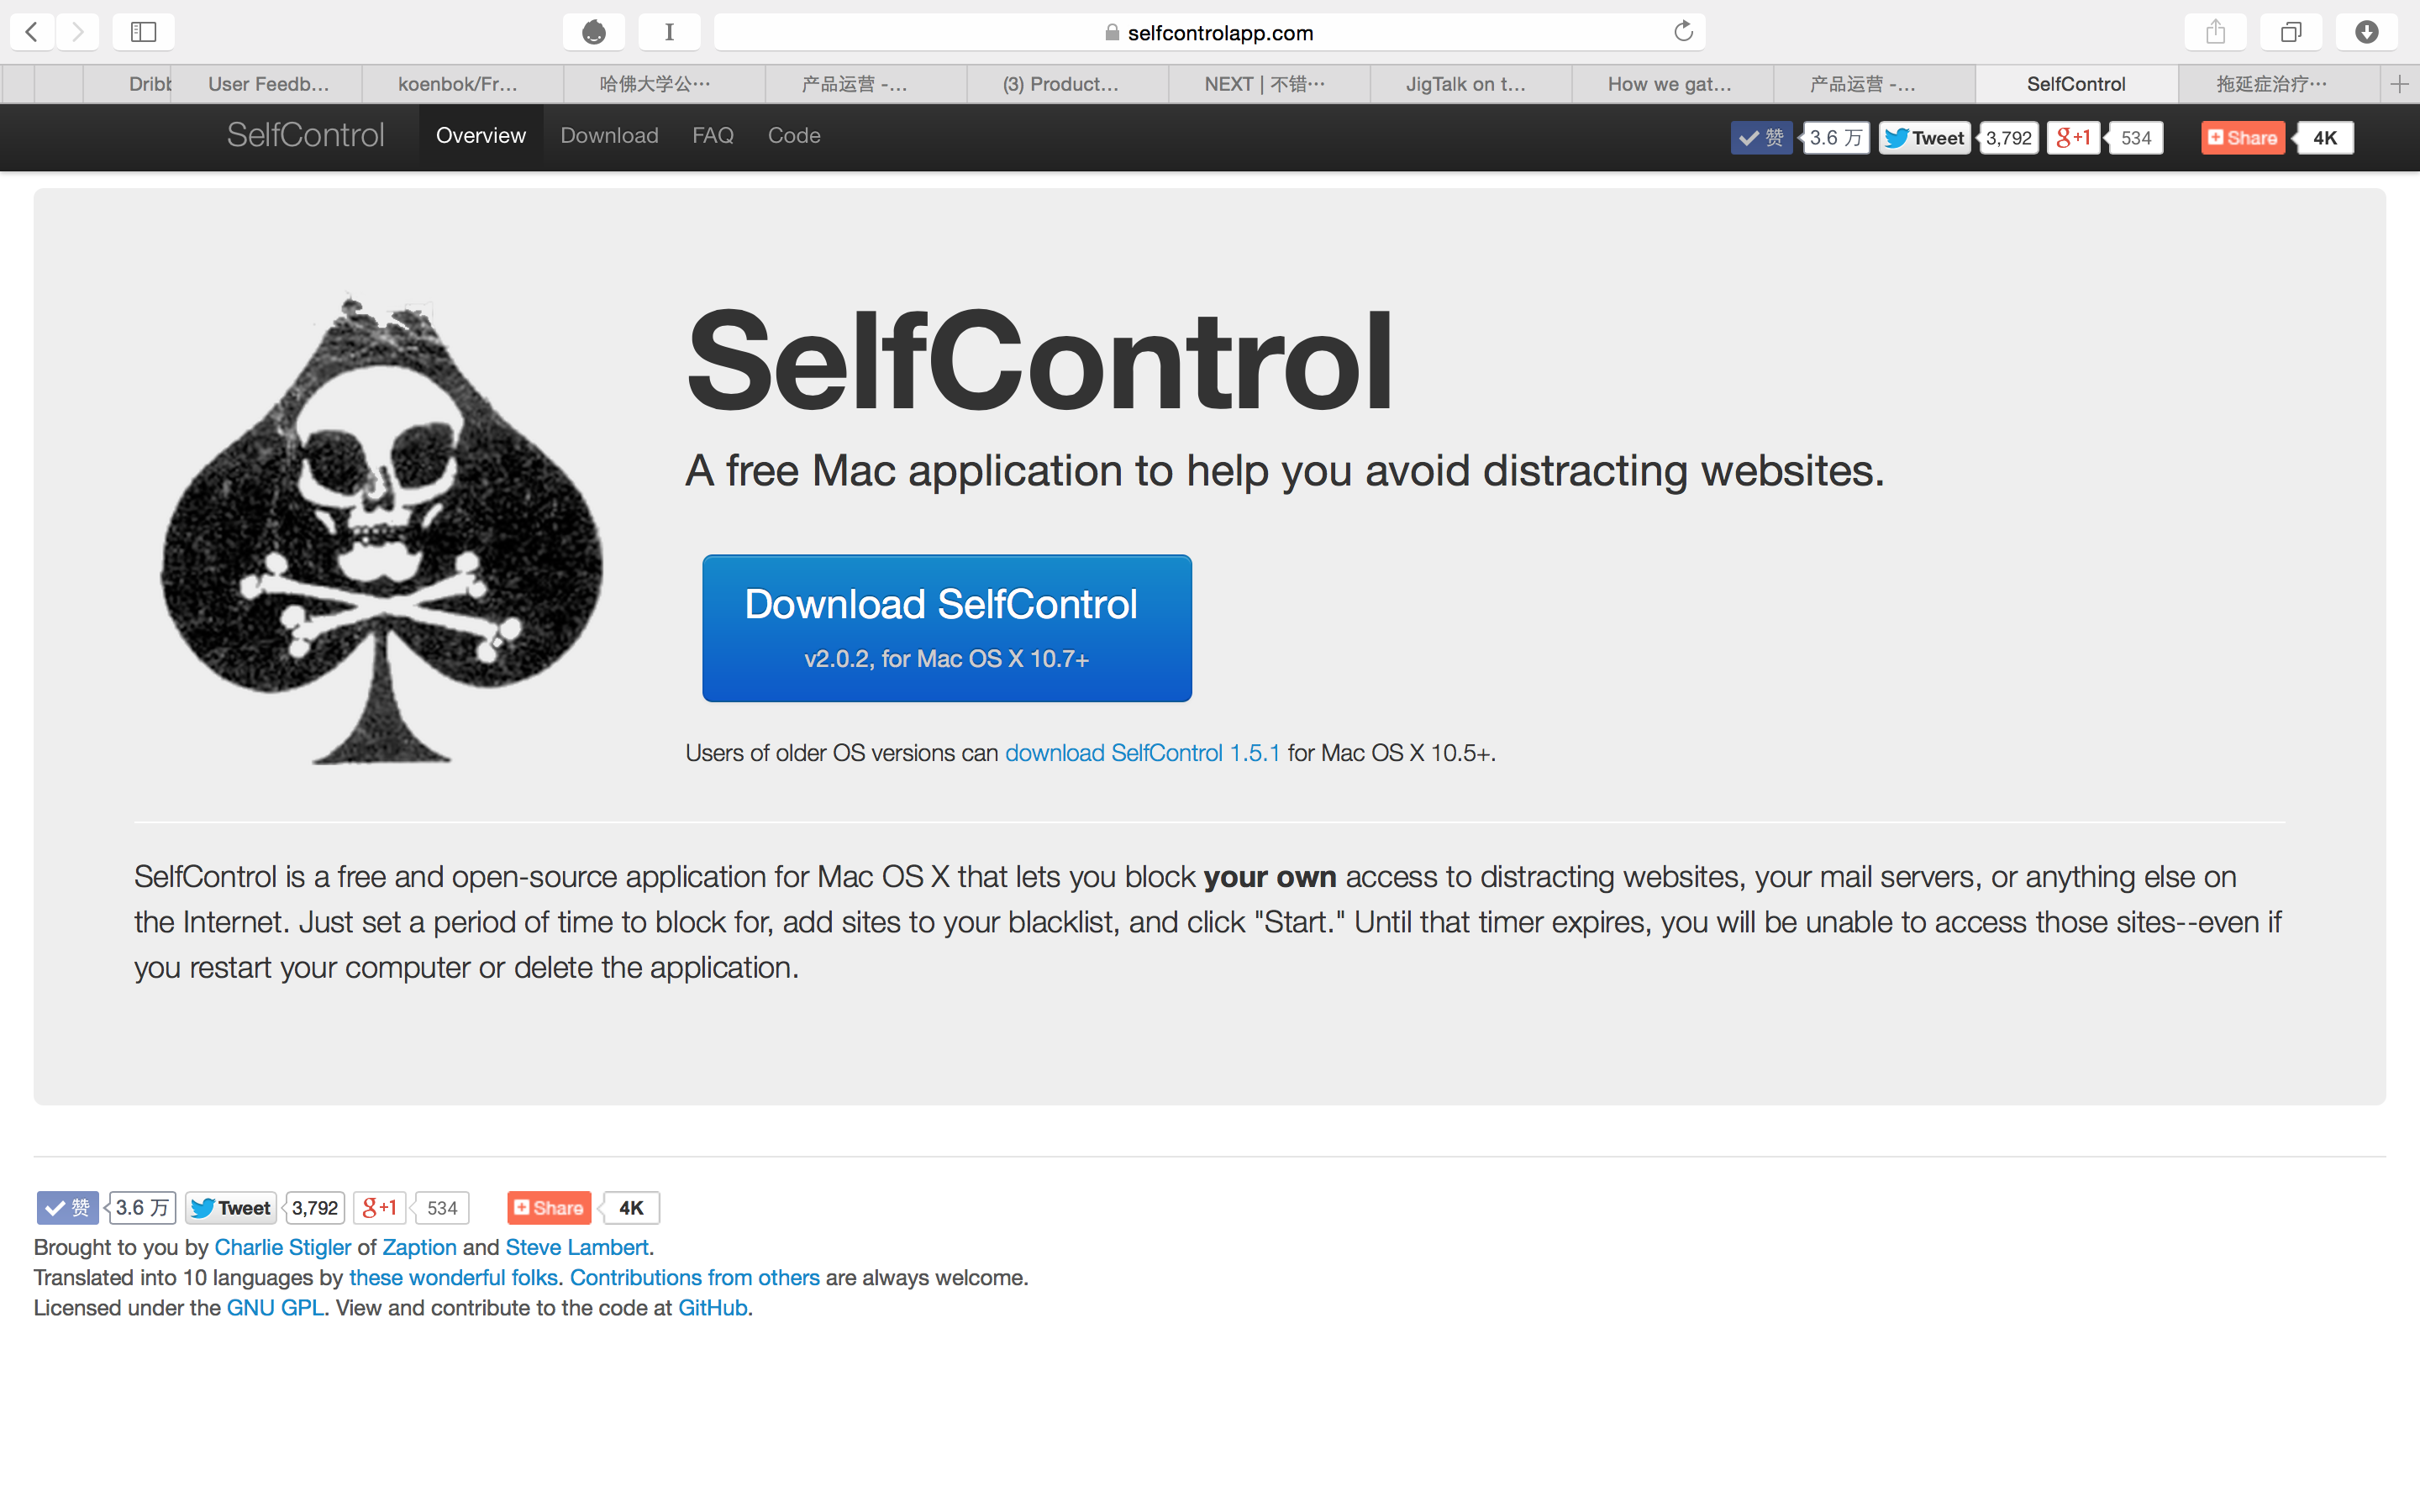 selfcontrolapp.com
Dribb
User Feedb...
koenbok/Fr...
哈佛大学公…
产品运营 -...
(3) Product...
NEXT | 不错…
JigTalk on t...
How we gat...
产品运营 -...
SelfControl
拖延症治疗…
SelfControl Overview Download FAQ Code 赞 3.6 万 Tweet 3,792 g+1 534 Share 4K
SelfControl
A free Mac application to help you avoid distracting websites.
Download SelfControl
v2.0.2, for Mac OS X 10.7+
Users of older OS versions can download SelfControl 1.5.1 for Mac OS X 10.5+.
SelfControl is a free and open-source application for Mac OS X that lets you block your own access to distracting websites, your mail servers, or anything else on
the Internet. Just set a period of time to block for, add sites to your blacklist, and click "Start." Until that timer expires, you will be unable to access those sites--even if
you restart your computer or delete the application.
赞 3.6 万 Tweet 3,792 g+1 534 Share 4K
Brought to you by Charlie Stigler of Zaption and Steve Lambert.
Translated into 10 languages by these wonderful folks. Contributions from others are always welcome.
Licensed under the GNU GPL. View and contribute to the code at GitHub.